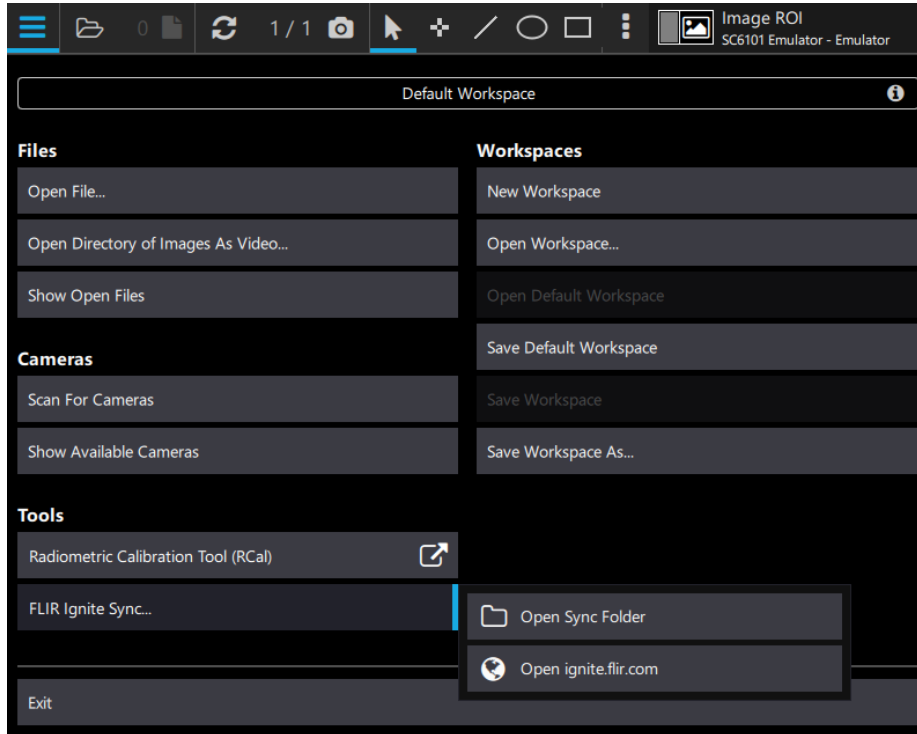 0
1 / 1
Image ROI
SC6101 Emulator - Emulator
Default Workspace
Files
Open File...
Open Directory of Images As Video...
Show Open Files
Cameras
Scan For Cameras
Show Available Cameras
Tools
Radiometric Calibration Tool (RCal)
FLIR Ignite Sync...
Open Sync Folder
Open ignite.flir.com
Workspaces
New Workspace
Open Workspace...
Open Default Workspace
Save Default Workspace
Save Workspace
Save Workspace As...
Exit